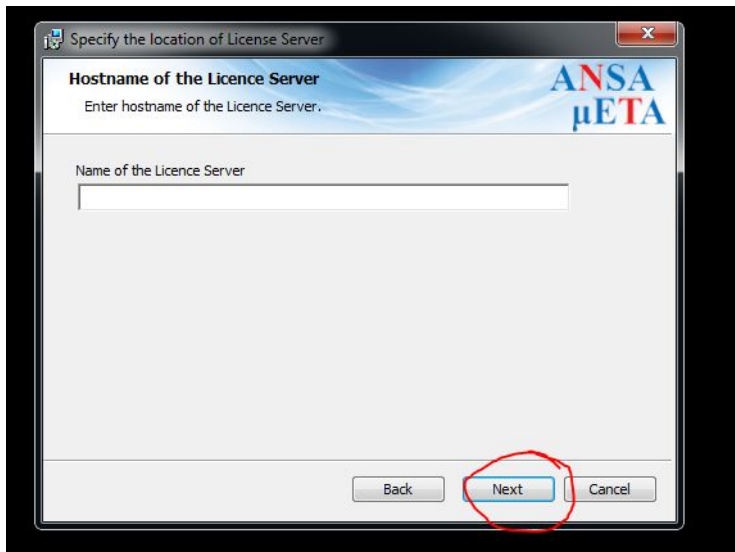 Specify the location of License Server
Hostname of the Licence Server
Enter hostname of the Licence Server.
ANSA
µETA
Name of the Licence Server
Back Next Cancel